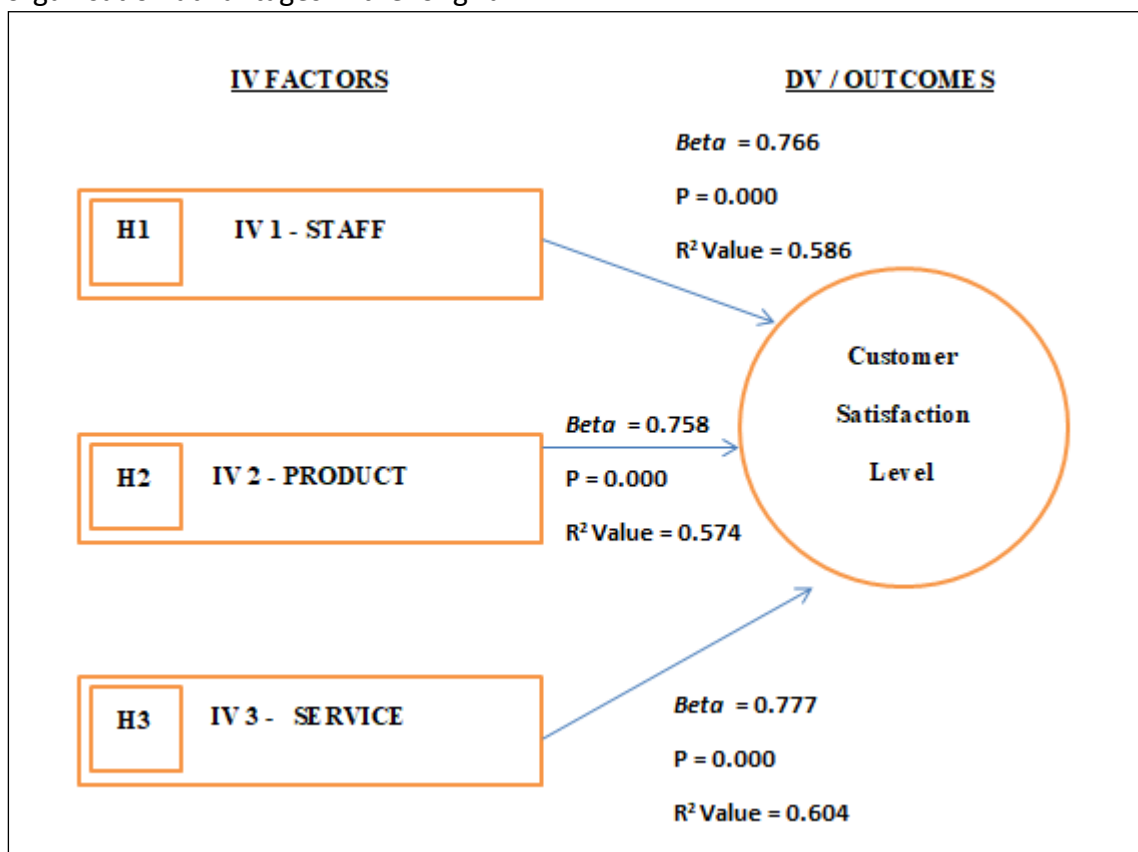 IV FACTORS
DV / OUTCOMES
Beta = 0.766
P = 0.000
R² Value = 0.586
H1
IV 1 - STAFF
Customer
Satisfaction
Level
Beta = 0.758
P = 0.000
R² Value = 0.574
H2
IV 2 - PRODUCT
H3
IV 3 - SERVICE
Beta = 0.777
P = 0.000
R² Value = 0.604